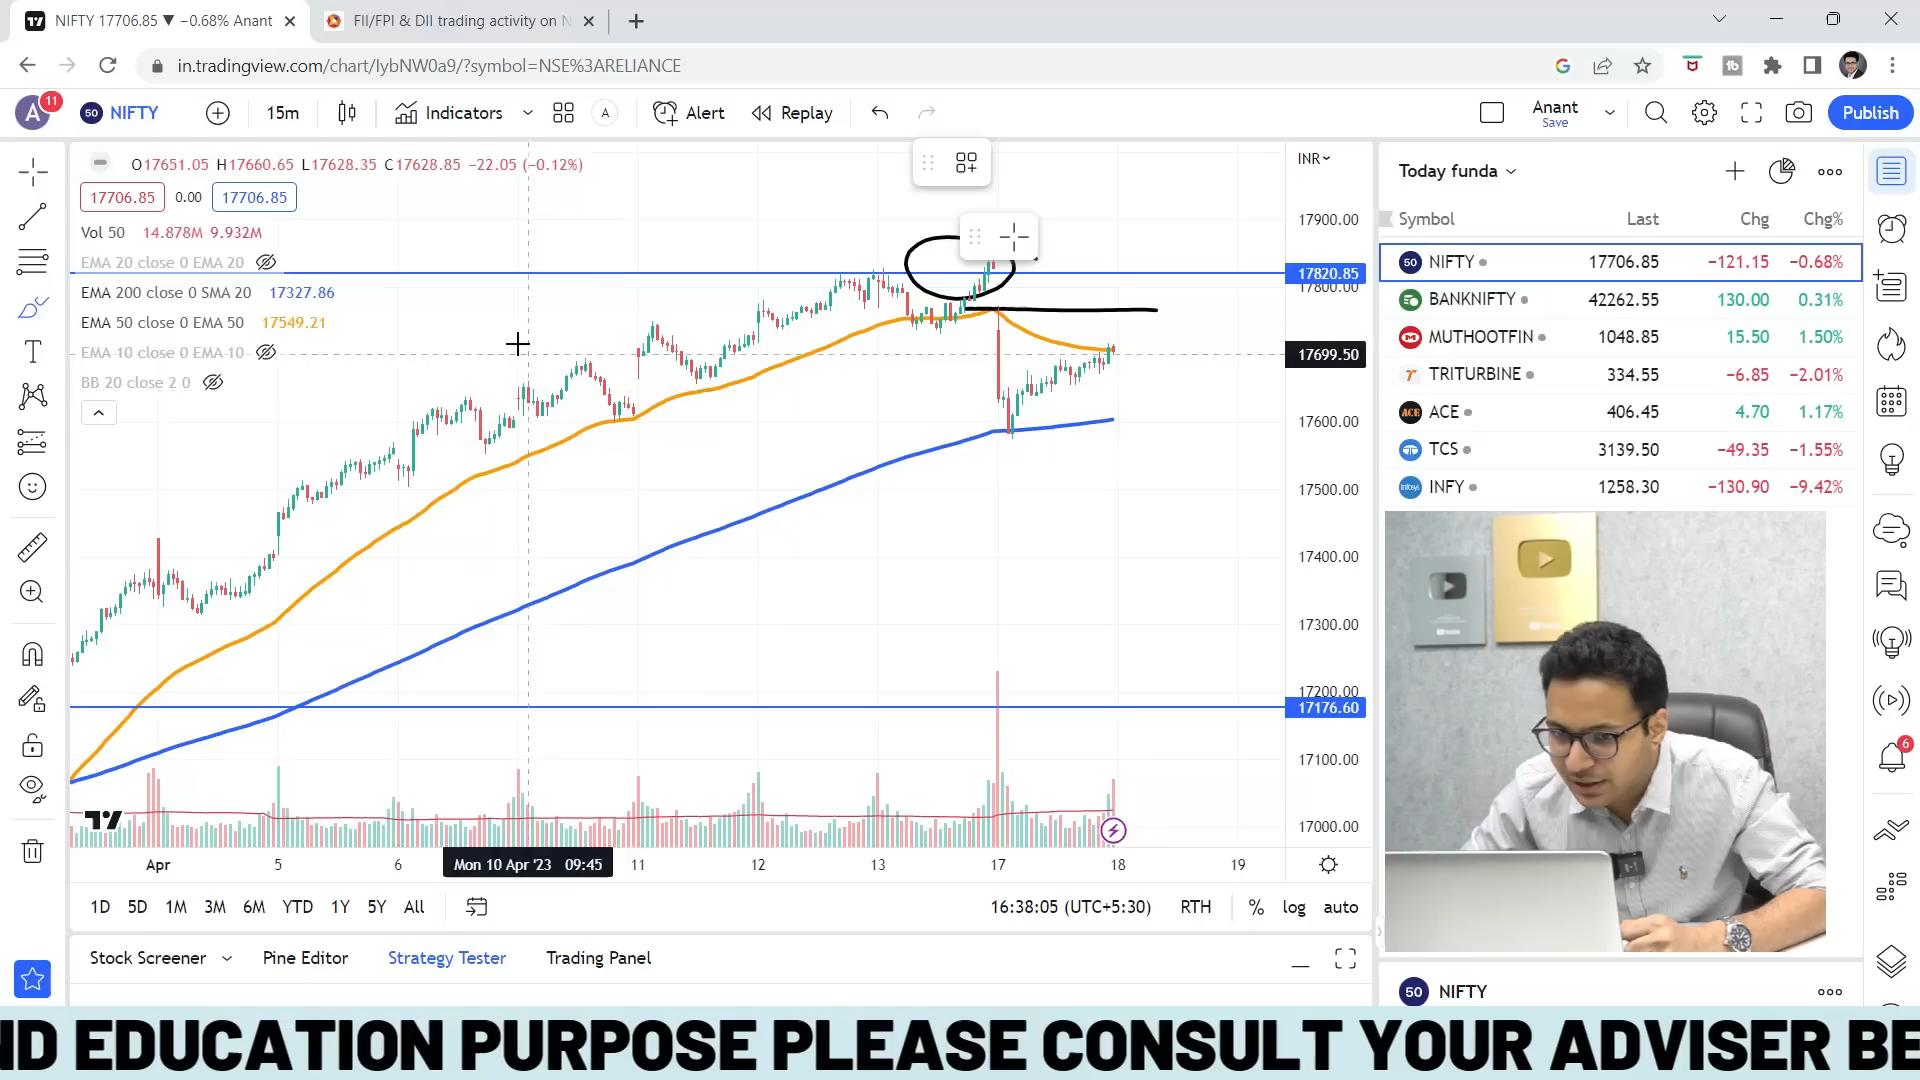 NIFTY 17706.85 ▼ −0.68% Anant
FII/FPI & DII trading activity on N
in.tradingview.com/chart/IybNW0a9/?symbol=NSE%3ARELIANCE
A 11
50 NIFTY
15m
Indicators
A
Alert
Replay
Anant
Save
Publish
O17651.05 H17660.65 L17628.35 C17628.85 −22.05 (−0.12%)
17706.85 0.00 17706.85
Vol 50 14.878M 9.932M
EMA 20 close 0 EMA 20
EMA 200 close 0 SMA 20 17327.86
EMA 50 close 0 EMA 50 17549.21
EMA 10 close 0 EMA 10
BB 20 close 2 0
INR
17900.00
17820.85
17800.00
17699.50
17600.00
17500.00
17400.00
17300.00
17200.00
17176.60
17100.00
17000.00
Apr 5 6 Mon 10 Apr '23 09:45 11 12 13 17 18 19
1D 5D 1M 3M 6M YTD 1Y 5Y All
16:38:05 (UTC+5:30) RTH % log auto
Stock Screener Pine Editor Strategy Tester Trading Panel
Today funda
Symbol Last Chg Chg%
50 NIFTY 17706.85 −121.15 −0.68%
BANKNIFTY 42262.55 130.00 0.31%
MUTHOOTFIN 1048.85 15.50 1.50%
TRITURBINE 334.55 −6.85 −2.01%
ACE ACE 406.45 4.70 1.17%
TCS 3139.50 −49.35 −1.55%
Infosys INFY 1258.30 −130.90 −9.42%
6
50 NIFTY
ND EDUCATION PURPOSE PLEASE CONSULT YOUR ADVISER BE